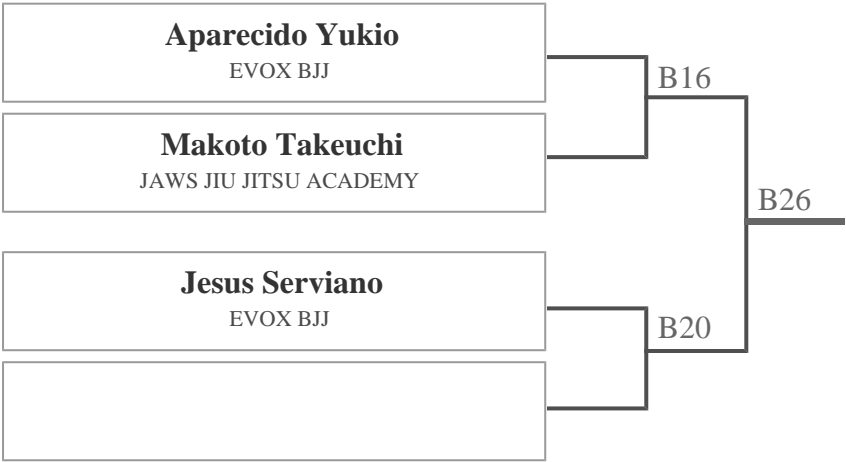 Aparecido Yukio
EVOX BJJ
B16
Makoto Takeuchi
JAWS JIU JITSU ACADEMY
B26
Jesus Serviano
EVOX BJJ
B20